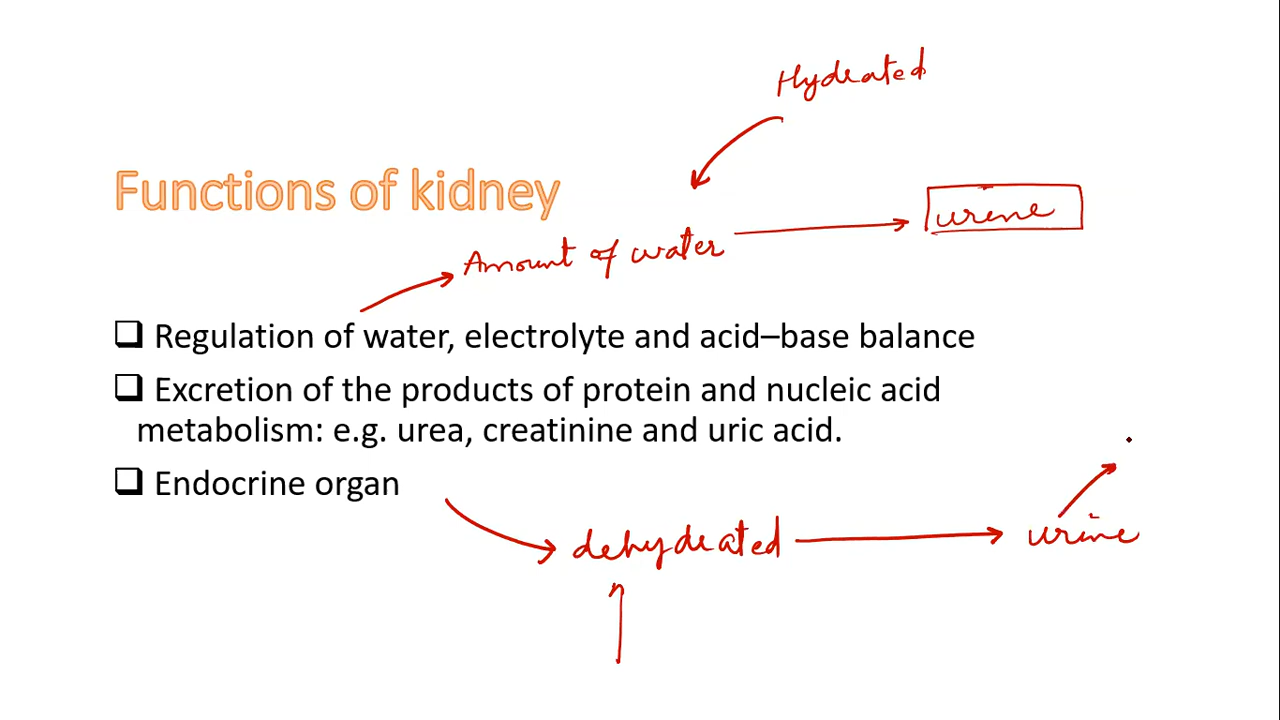 Hydrated
Functions of kidney
urine
Amount of water
❑ Regulation of water, electrolyte and acid–base balance
❑ Excretion of the products of protein and nucleic acid
metabolism: e.g. urea, creatinine and uric acid.
❑ Endocrine organ
dehydrated
urine